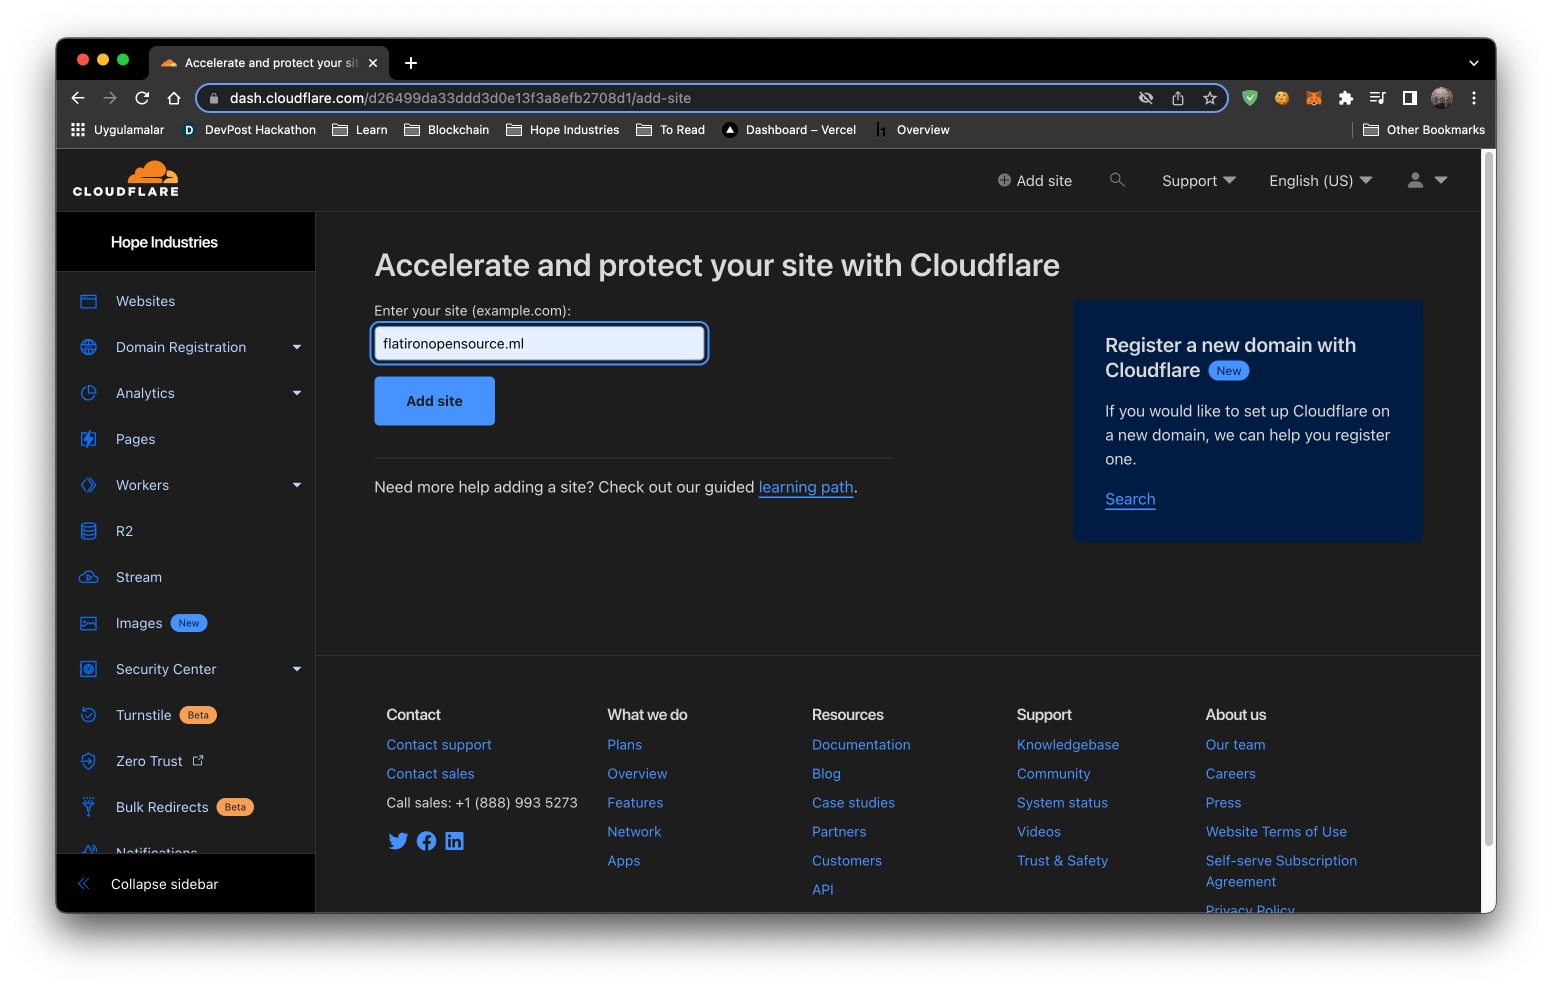 Accelerate and protect your sit
dash.cloudflare.com/d26499da33ddd3d0e13f3a8efb2708d1/add-site
Uygulamalar
D DevPost Hackathon
Learn
Blockchain
Hope Industries
To Read
Dashboard – Vercel
h Overview
Other Bookmarks
CLOUDFLARE
Add site
Support
English (US)
Hope Industries
Websites
Domain Registration
Analytics
Pages
Workers
R2
Stream
Images New
Security Center
Turnstile Beta
Zero Trust
Bulk Redirects Beta
Notifications
Collapse sidebar
Accelerate and protect your site with Cloudflare
Enter your site (example.com):
flatironopensource.ml
Add site
Need more help adding a site? Check out our guided learning path.
Register a new domain with
Cloudflare New
If you would like to set up Cloudflare on
a new domain, we can help you register
one.
Search
Contact
Contact support
Contact sales
Call sales: +1 (888) 993 5273
What we do
Plans
Overview
Features
Network
Apps
Resources
Documentation
Blog
Case studies
Partners
Customers
API
Support
Knowledgebase
Community
System status
Videos
Trust & Safety
About us
Our team
Careers
Press
Website Terms of Use
Self-serve Subscription
Agreement
Privacy Policy